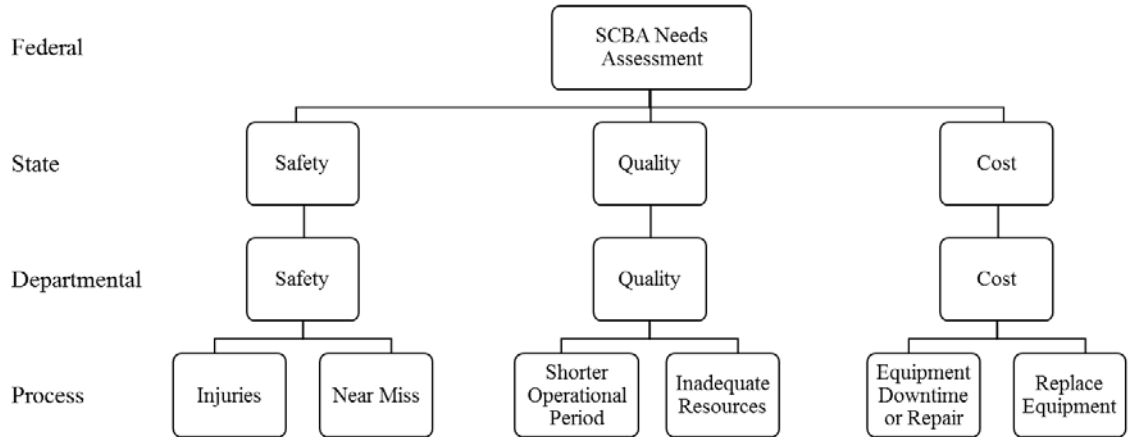 Federal
SCBA Needs
Assessment
State
Safety
Quality
Cost
Departmental
Safety
Quality
Cost
Process
Injuries
Near Miss
Shorter
Operational
Period
Inadequate
Resources
Equipment
Downtime
or Repair
Replace
Equipment